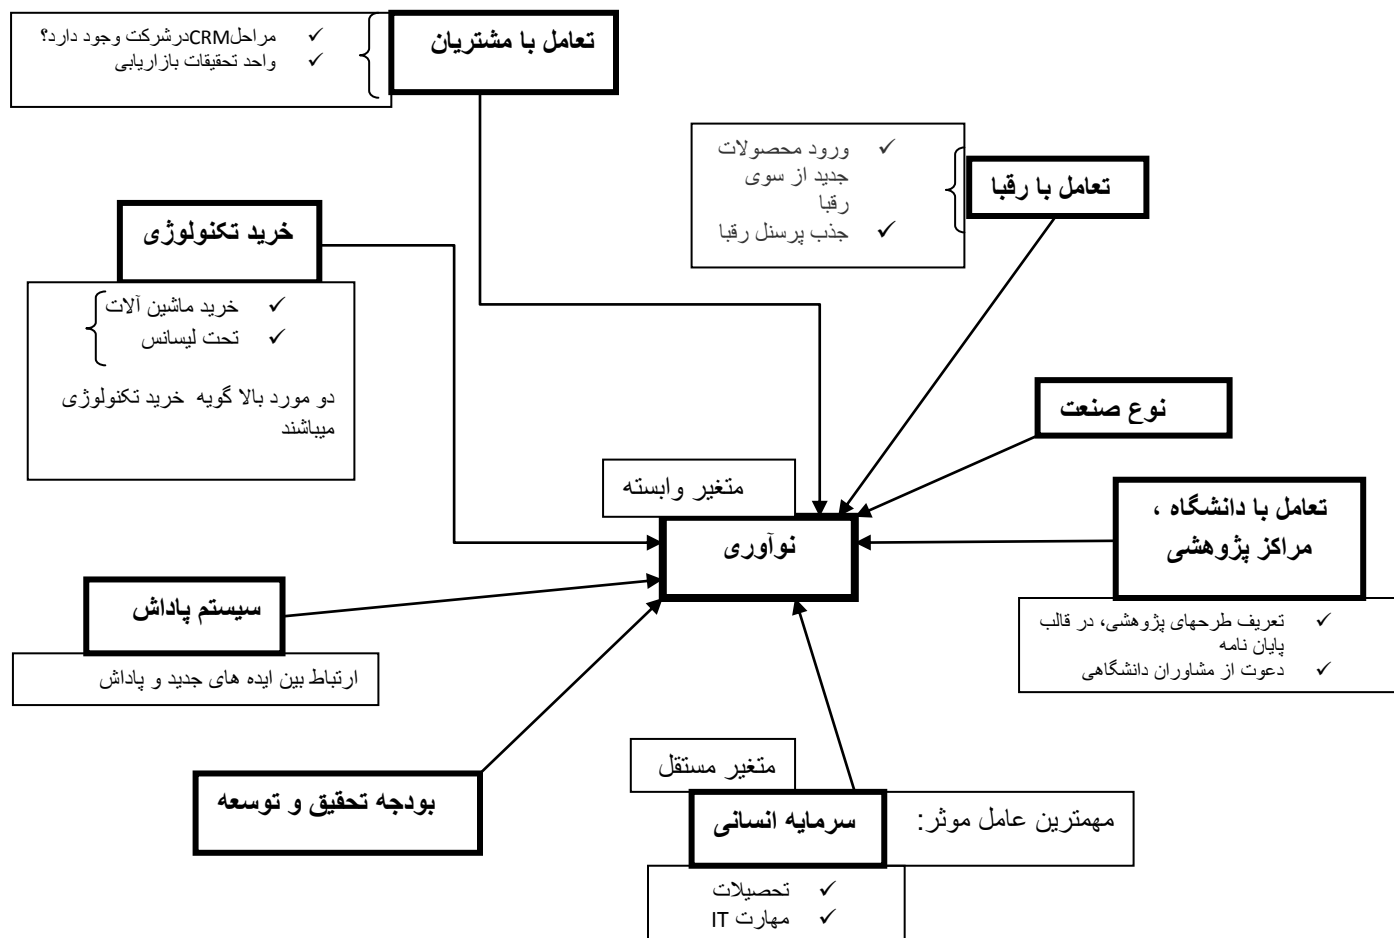 تعامل با مشتریان
مراحلCRMدرشرکت وجود دارد؟
واحد تحقیقات بازاریابی
تعامل با رقبا
ورود محصولات
جدید از سوی
رقبا
جذب پرسنل رقبا
خرید تکنولوژی
خرید ماشین آلات
تحت لیسانس
دو مورد بالا گویه خرید تکنولوژی
میباشند
نوع صنعت
متغیر وابسته
نوآوری
تعامل با دانشگاه ،
مراکز پژوهشی
تعریف طرحهای پژوهشی، در قالب
پایان نامه
دعوت از مشاوران دانشگاهی
سیستم پاداش
ارتباط بین ایده های جدید و پاداش
بودجه تحقیق و توسعه
متغیر مستقل
سرمایه انسانی
مهمترین عامل موثر:
تحصیلات
مهارت IT